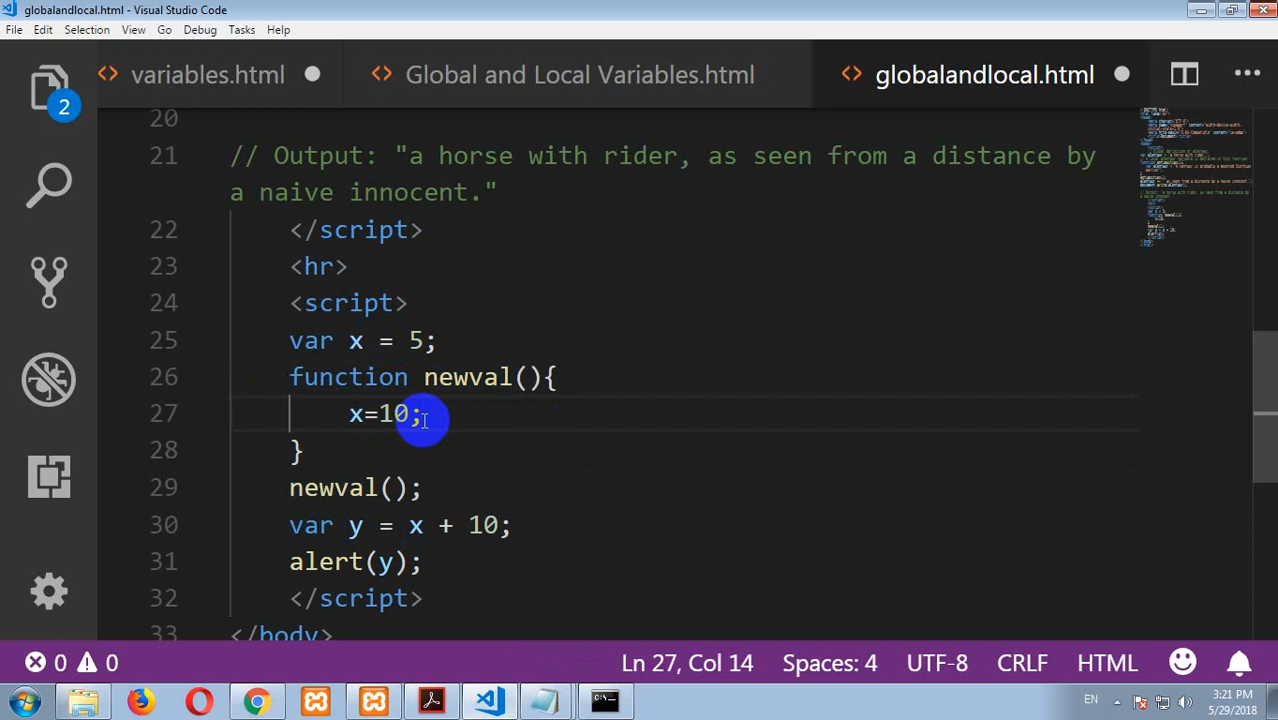 globalandlocal.html - Visual Studio Code
File Edit Selection View Go Debug Tasks Help
variables.html Global and Local Variables.html globalandlocal.html
2
20
21 // Output: "a horse with rider, as seen from a distance by
a naive innocent."
22 </script>
23 <hr>
24 <script>
25 var x = 5;
26 function newval(){
27 x=10;
28 }
29 newval();
30 var y = x + 10;
31 alert(y);
32 </script>
33 </body>
0 0 Ln 27, Col 14 Spaces: 4 UTF-8 CRLF HTML
EN 3:21 PM
5/29/2018